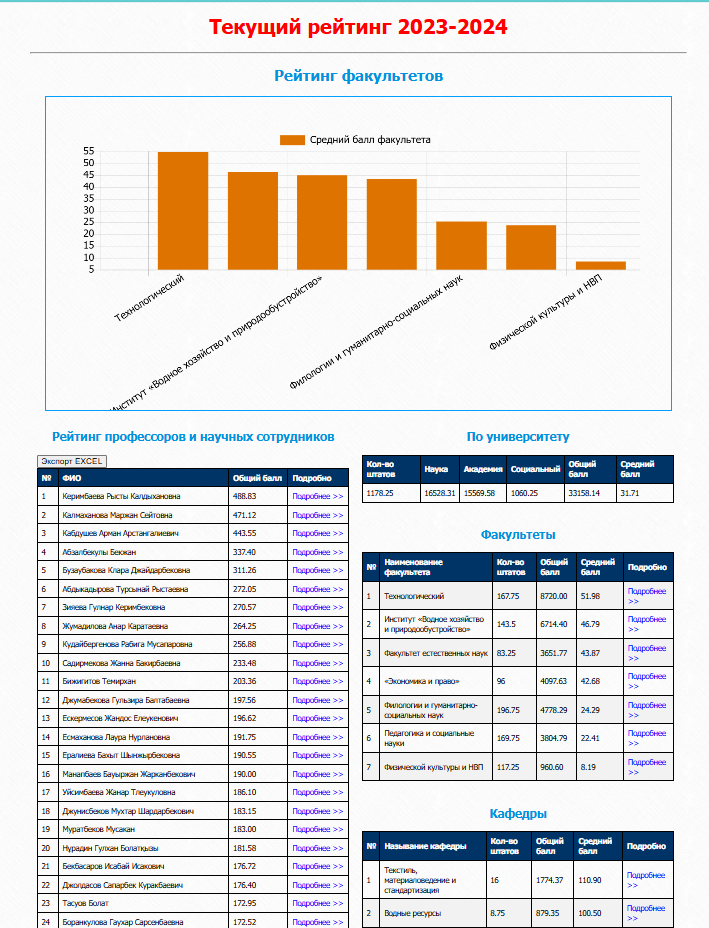 Текущий рейтинг 2023-2024
Рейтинг факультетов
Средний балл факультета
55
50
45
40
35
30
25
20
15
10
5
Технологический
Институт «Водное хозяйство и природообустройство»
Филологии и гуманитарно-социальных наук
Физической культуры и НВП
Рейтинг профессоров и научных сотрудников
Экспорт EXCEL
№ ФИО Общий балл Подробно
1 Керимбаева Рысты Калдыхановна 488.83 Подробнее >>
2 Калмаханова Маржан Сейтовна 471.12 Подробнее >>
3 Кабдушев Арман Арстангалиевич 443.55 Подробнее >>
4 Абзалбекулы Бекжан 337.40 Подробнее >>
5 Бузаубакова Клара Джайдарбековна 311.26 Подробнее >>
6 Абдыкадырова Турсынай Рыстаевна 272.05 Подробнее >>
7 Зияева Гулнар Керимбековна 270.57 Подробнее >>
8 Жумадилова Анар Каратаевна 264.25 Подробнее >>
9 Кудайбергенова Рабига Мусапаровна 256.88 Подробнее >>
10 Садирмекова Жанна Бакирбаевна 233.48 Подробнее >>
11 Бижигитов Темирхан 203.36 Подробнее >>
12 Джумабекова Гульзира Балтабаевна 197.56 Подробнее >>
13 Ескермесов Жандос Елеукенович 196.62 Подробнее >>
14 Есмаханова Лаура Нурлановна 191.75 Подробнее >>
15 Ералиева Бахыт Шынжырбековна 190.55 Подробнее >>
16 Манапбаев Бауыржан Жарканбекович 190.00 Подробнее >>
17 Уйсимбаева Жанар Тлеукуловна 186.10 Подробнее >>
18 Джунисбеков Мухтар Шардарбекович 183.15 Подробнее >>
19 Муратбеков Мусакан 183.00 Подробнее >>
20 Нурадин Гулхан Болатқызы 181.58 Подробнее >>
21 Бекбасаров Исабай Исакович 176.72 Подробнее >>
22 Джолдасов Сапарбек Куракбаевич 176.40 Подробнее >>
23 Тасуов Болат 172.95 Подробнее >>
24 Боранкулова Гаухар Сарсенбаевна 172.52 Подробнее >>
По университету
Кол-во штатов Наука Академия Социальный Общий балл Средний балл
1178.25 16528.31 15569.58 1060.25 33158.14 31.71
Факультеты
№ Наименование факультета Кол-во штатов Общий балл Средний балл Подробно
1 Технологический 167.75 8720.00 51.98 Подробнее >>
2 Институт «Водное хозяйство и природообустройство» 143.5 6714.40 46.79 Подробнее >>
3 Факультет естественных наук 83.25 3651.77 43.87 Подробнее >>
4 «Экономика и право» 96 4097.63 42.68 Подробнее >>
5 Филологии и гуманитарно-социальных наук 196.75 4778.29 24.29 Подробнее >>
6 Педагогика и социальные науки 169.75 3804.79 22.41 Подробнее >>
7 Физической культуры и НВП 117.25 960.60 8.19 Подробнее >>
Кафедры
№ Называние кафедры Кол-во штатов Общий балл Средний балл Подробно
1 Текстиль, материаловедение и стандартизация 16 1774.37 110.90 Подробнее >>
2 Водные ресурсы 8.75 879.35 100.50 Подробнее >>